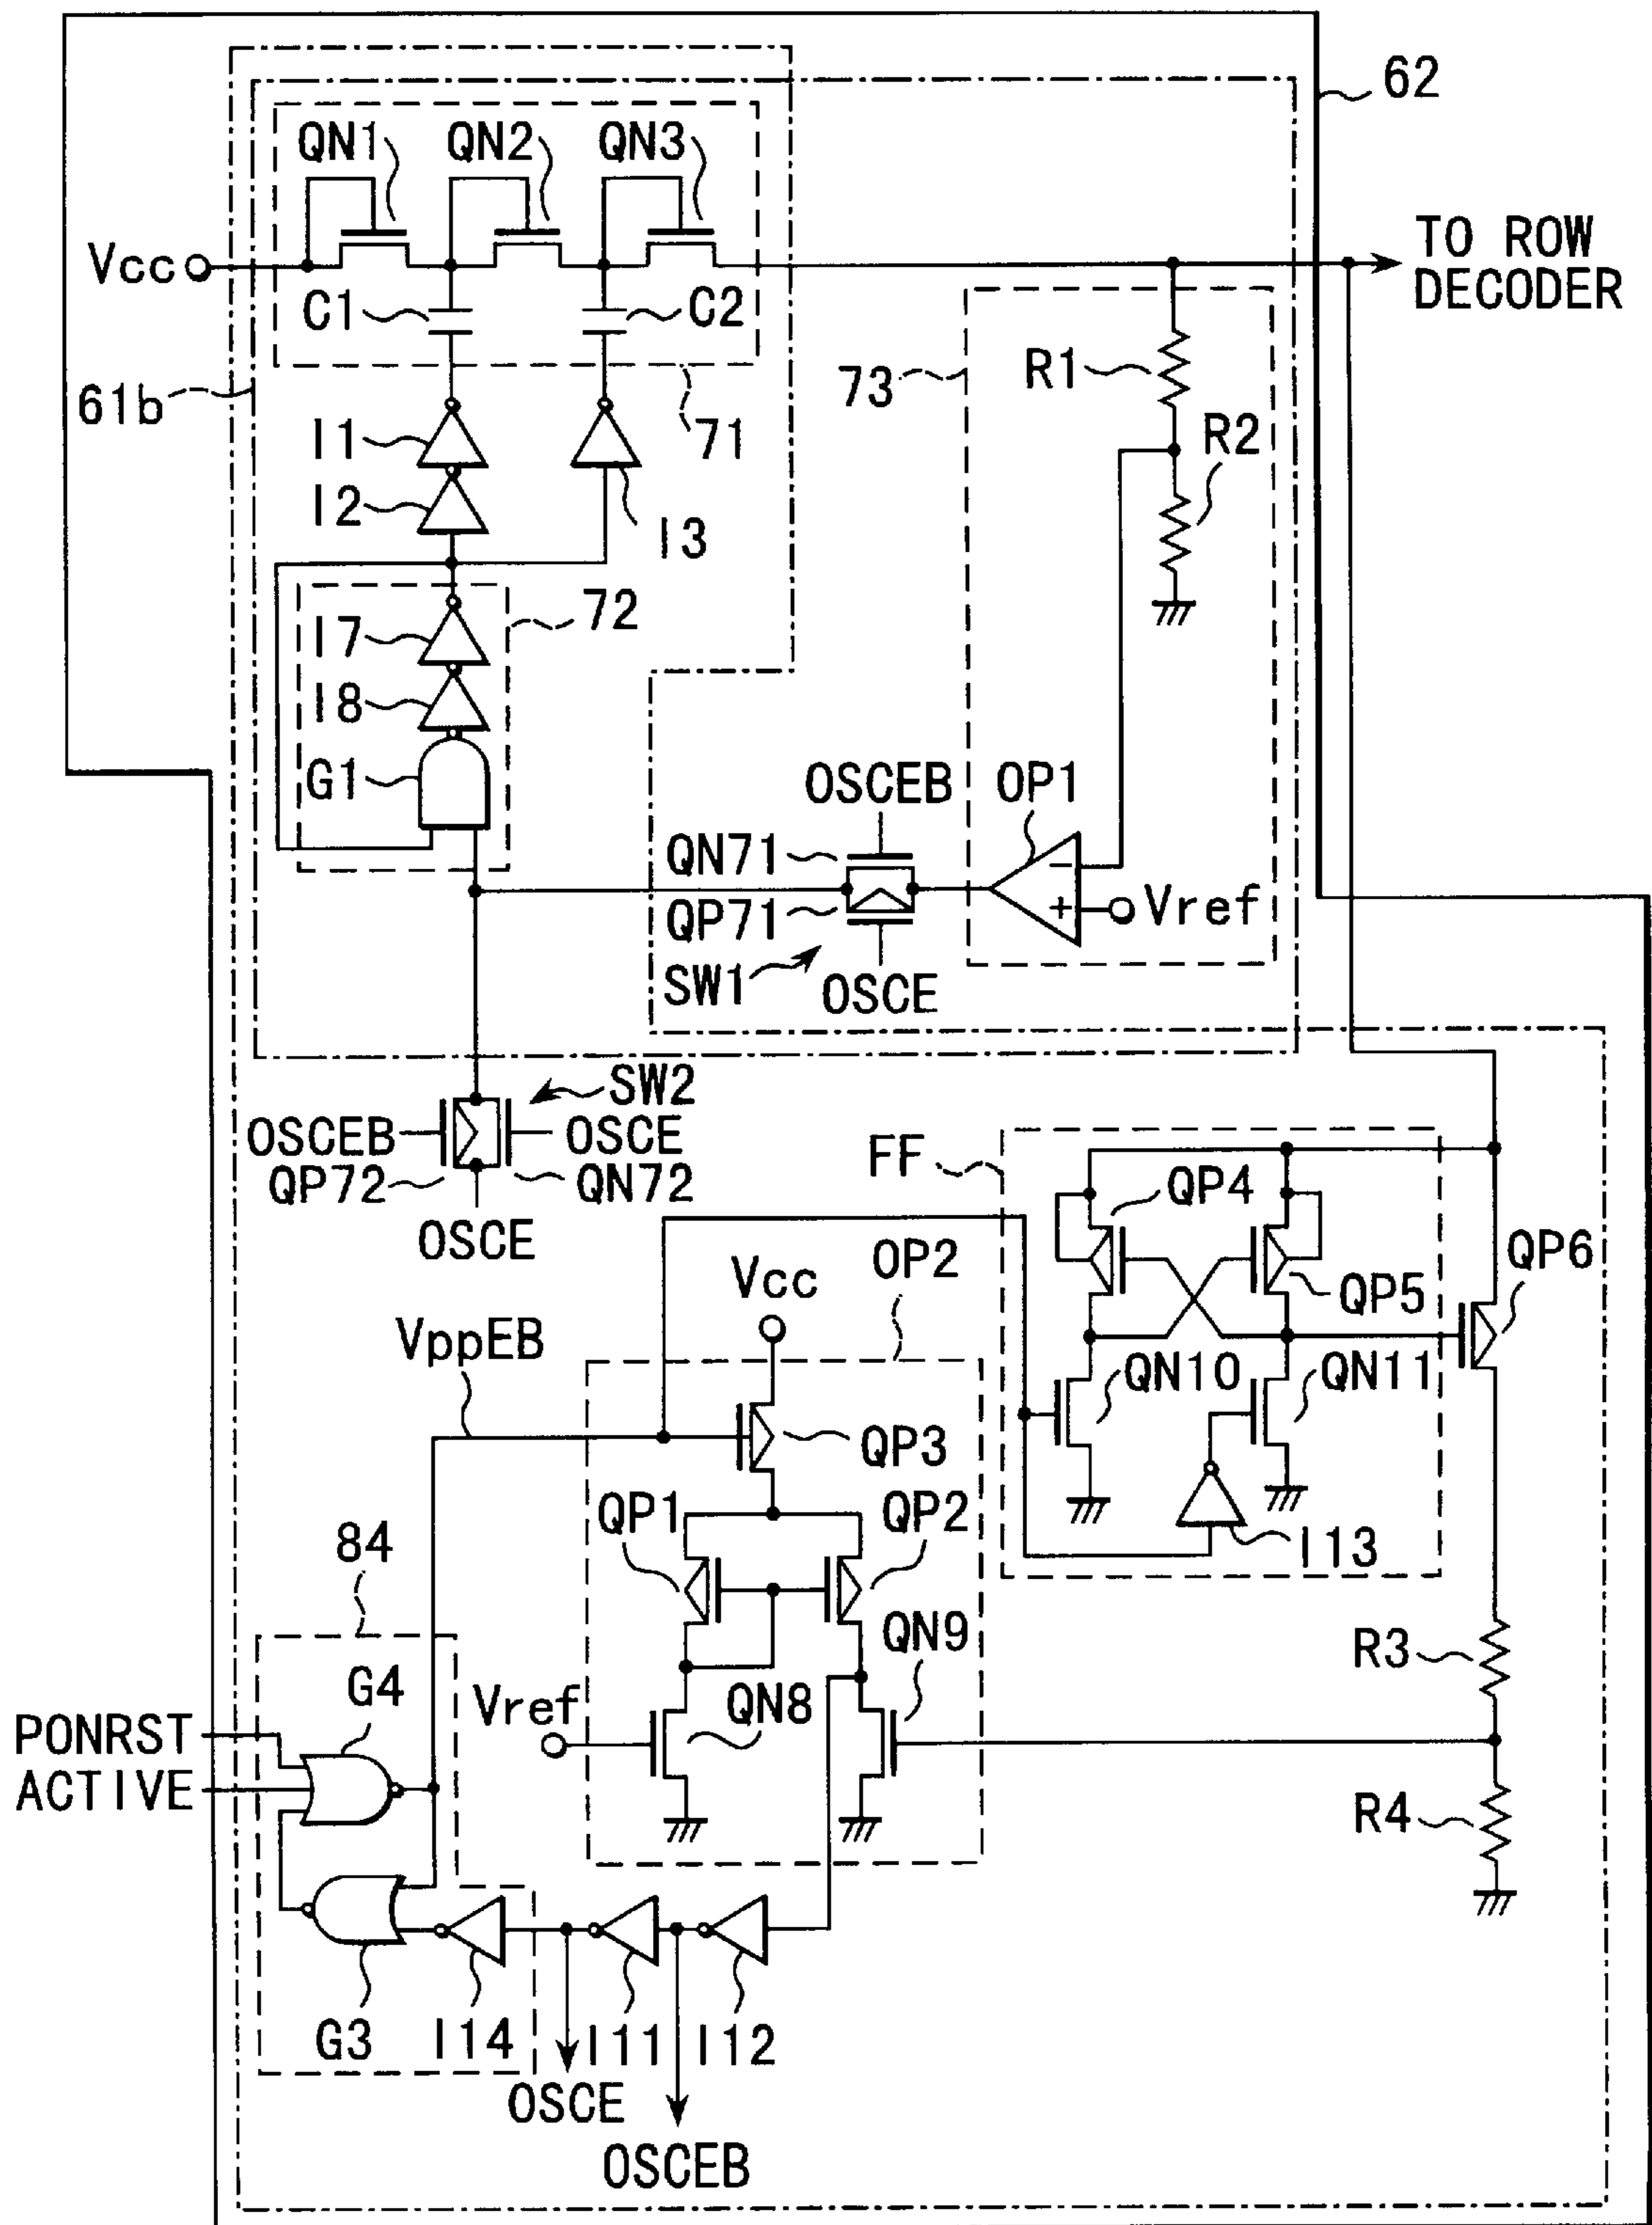 62
QN1
QN2
QN3
Vcc
TO ROW
DECODER
C1
C2
61b
71
73
R1
R2
I1
I2
I3
72
I7
I8
G1
OSCEB
OP1
QN71
QP71
Vref
SW1
OSCE
SW2
OSCEB
OSCE
QP72
QN72
OSCE
FF
QP4
QP5
QP6
OP2
Vcc
VppEB
QN10
QN11
QP3
QP1
QP2
I13
84
QN9
R3
G4
Vref
QN8
PONRST
ACTIVE
R4
G3
I14
I11
I12
OSCE
OSCEB